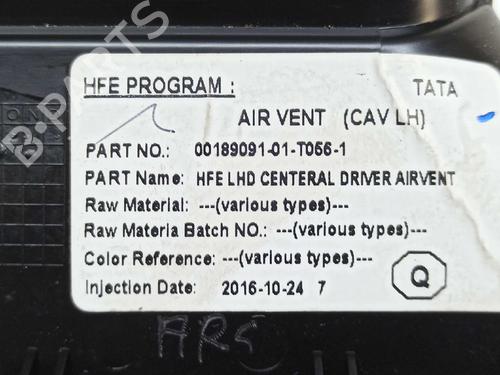 HFE PROGRAM :
TATA
AIR VENT (CAV LH)
PART NO.: 00189091-01-T056-1
PART Name: HFE LHD CENTERAL DRIVER AIRVENT
Raw Material: ---(various types)---
Raw Materia Batch NO.: ---(various types)---
Color Reference: ---(various types)---
Injection Date: 2016-10-24 7
Q
B-PARTS